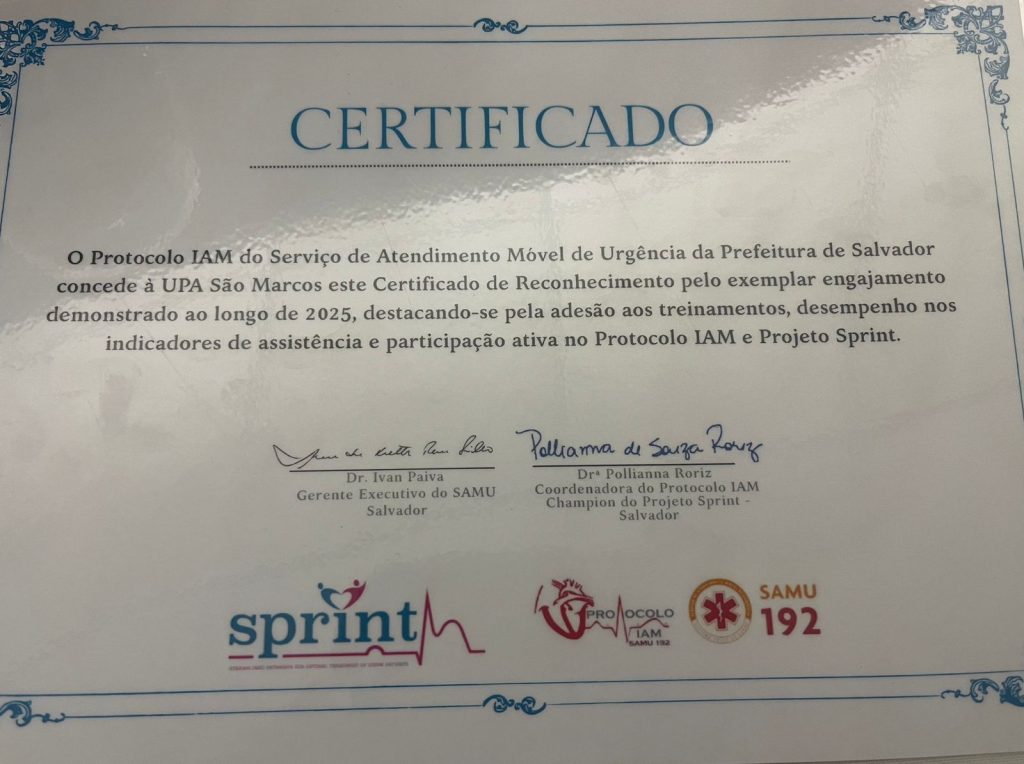 CERTIFICADO
O Protocolo IAM do Serviço de Atendimento Móvel de Urgência da Prefeitura de Salvador
concede à UPA São Marcos este Certificado de Reconhecimento pelo exemplar engajamento
demonstrado ao longo de 2025, destacando-se pela adesão aos treinamentos, desempenho nos
indicadores de assistência e participação ativa no Protocolo IAM e Projeto Sprint.
Pollianna de Souza Roriz
Dr. Ivan Paiva
Gerente Executivo do SAMU
Salvador
Drª Pollianna Roriz
Coordenadora do Protocolo IAM
Champion do Projeto Sprint -
Salvador
sprint
PROTOCOLO
IAM
SAMU 192
SAMU
192